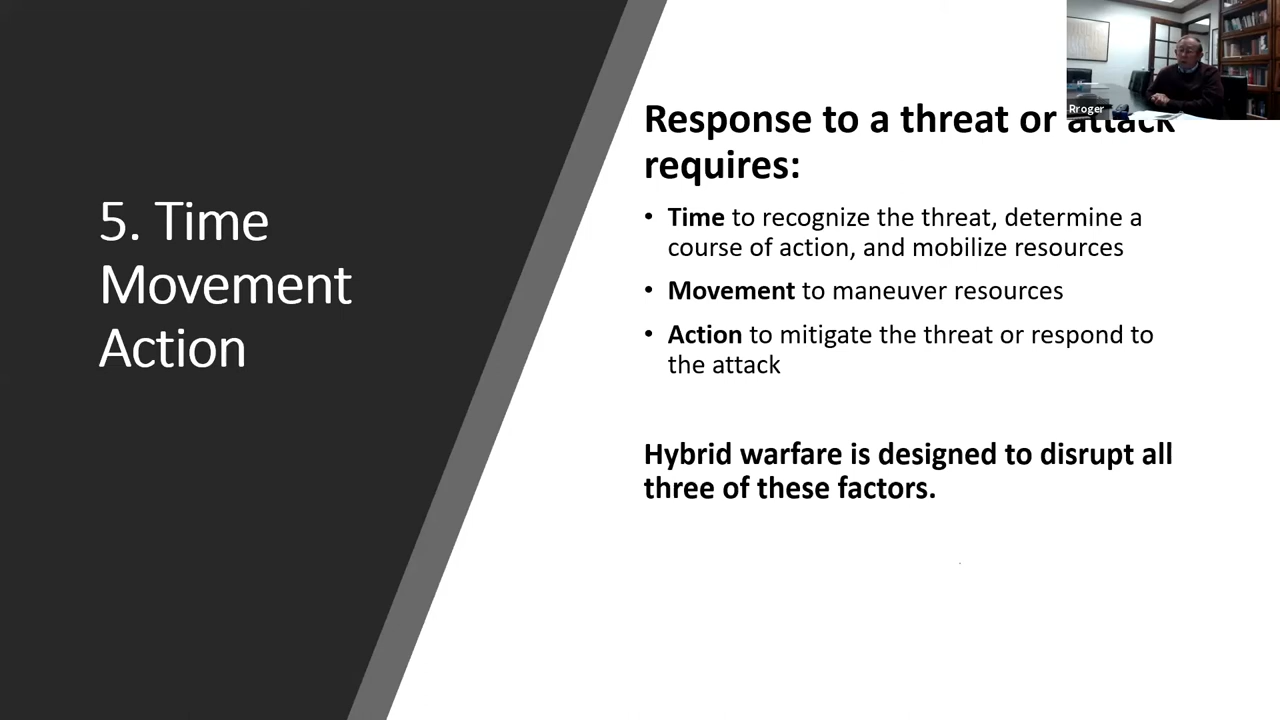 5. Time
Movement
Action
Rroger
Response to a threat or attack
requires:
• Time to recognize the threat, determine a
course of action, and mobilize resources
• Movement to maneuver resources
• Action to mitigate the threat or respond to
the attack
Hybrid warfare is designed to disrupt all
three of these factors.